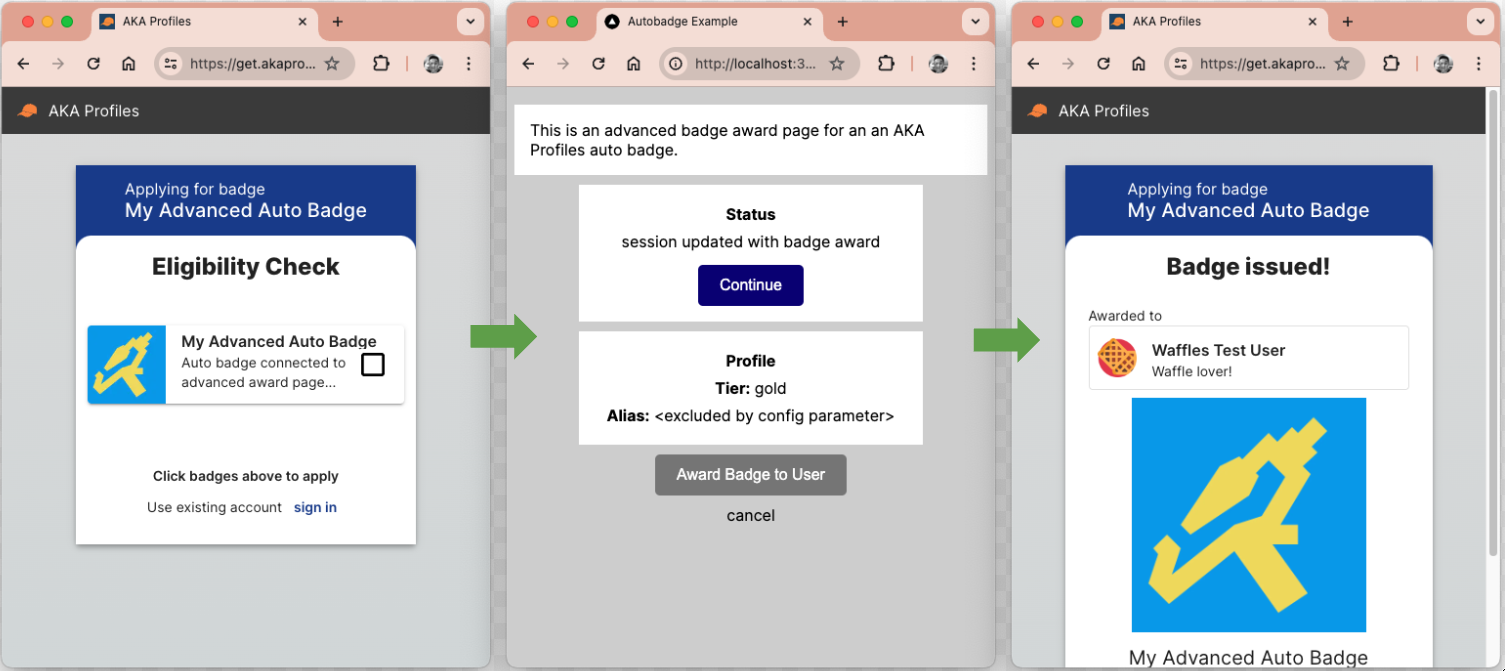 AKA Profiles
https://get.akapro...
AKA Profiles
Applying for badge
My Advanced Auto Badge
Eligibility Check
My Advanced Auto Badge
Auto badge connected to
advanced award page...
Click badges above to apply
Use existing account sign in
Autobadge Example
http://localhost:3...
This is an advanced badge award page for an an AKA
Profiles auto badge.
Status
session updated with badge award
Continue
Profile
Tier: gold
Alias: <excluded by config parameter>
Award Badge to User
cancel
AKA Profiles
https://get.akapro...
AKA Profiles
Applying for badge
My Advanced Auto Badge
Badge issued!
Awarded to
Waffles Test User
Waffle lover!
My Advanced Auto Badge